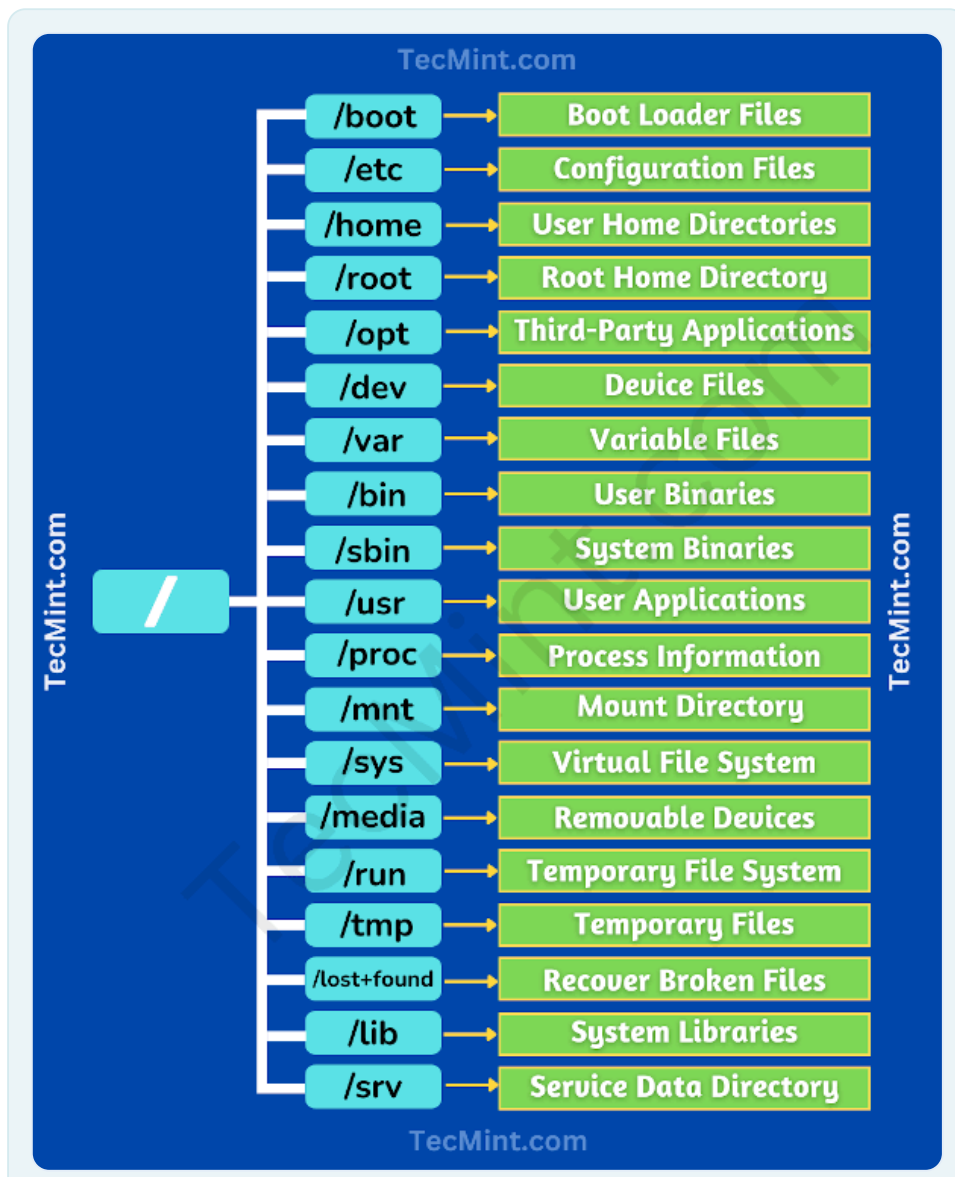 TecMint.com
/boot Boot Loader Files
/etc Configuration Files
/home User Home Directories
/root Root Home Directory
/opt Third-Party Applications
/dev Device Files
/var Variable Files
/bin User Binaries
/sbin System Binaries
TecMint.com
/
/usr User Applications
TecMint.com
/proc Process Information
/mnt Mount Directory
/sys Virtual File System
/media Removable Devices
/run Temporary File System
/tmp Temporary Files
/lost+found Recover Broken Files
/lib System Libraries
/srv Service Data Directory
TecMint.com
TecMint.com